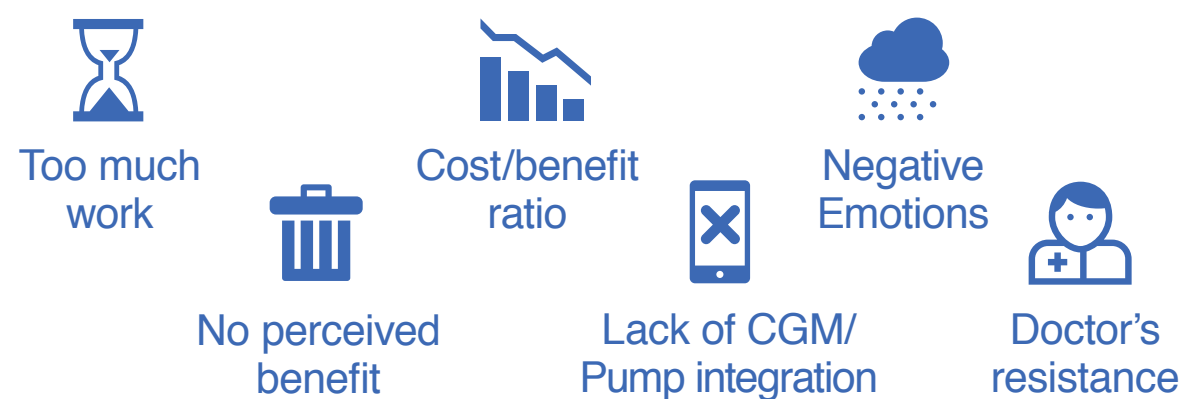 Too much
work
No perceived
benefit
Cost/benefit
ratio
Lack of CGM/
Pump integration
Negative
Emotions
Doctor’s
resistance